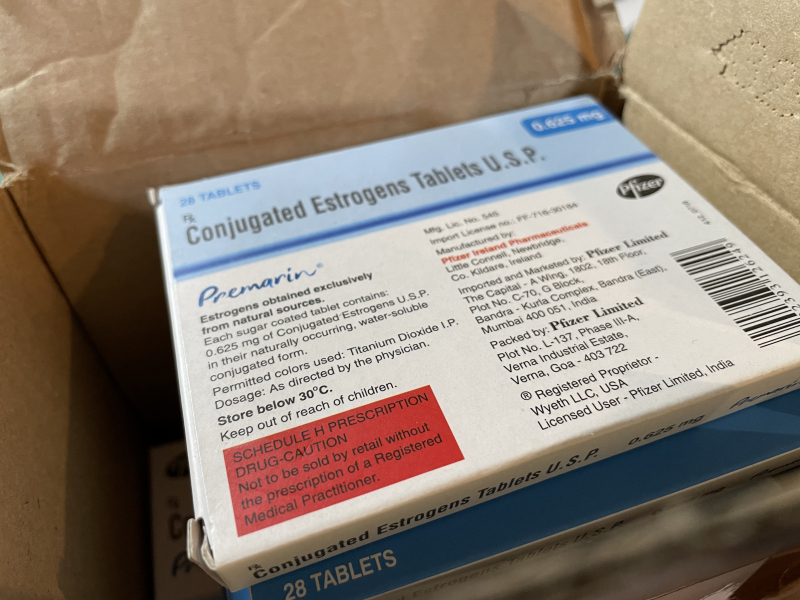 28 TABLETS
0.625 mg
Rx
Conjugated Estrogens Tablets U.S.P.
Pfizer
Premarin®
Estrogens obtained exclusively
from natural sources.
Each sugar coated tablet contains:
0.625 mg of Conjugated Estrogens U.S.P.
in their naturally occurring, water-soluble
conjugated form.
Permitted colors used: Titanium Dioxide I.P.
Dosage: As directed by the physician.
Store below 30°C.
Keep out of reach of children.
SCHEDULE H PRESCRIPTION
DRUG-CAUTION
Not to be sold by retail without
the prescription of a Registered
Medical Practitioner.
Mfg. Lic. No. 545
Import License no.: PP-716-30184
Manufactured by:
Pfizer Ireland Pharmaceuticals
Little Connell, Newbridge,
Co. Kildare, Ireland
Imported and Marketed by: Pfizer Limited
The Capital - A Wing, 1802, 18th Floor,
Plot No. C-70, G Block,
Bandra - Kurla Complex, Bandra (East),
Mumbai 400 051, India
Packed by: Pfizer Limited
Plot No. L-137, Phase III-A,
Verna Industrial Estate,
Verna, Goa - 403 722
® Registered Proprietor -
Wyeth LLC, USA
Licensed User - Pfizer Limited, India
Rx
Conjugated Estrogens Tablets U.S.P. 0.625 mg
Premarin
28 TABLETS
Estrogens Tablets U.S.P.